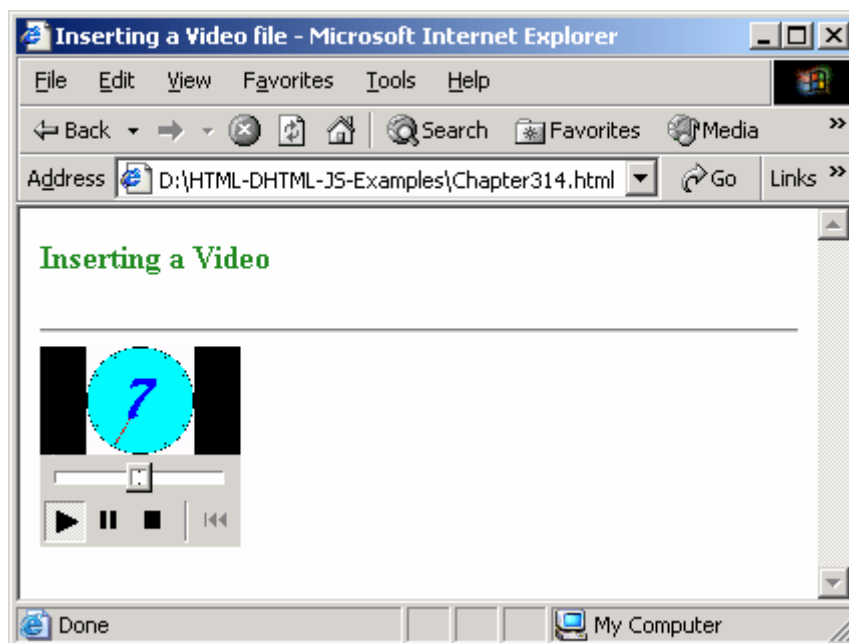 Inserting a Video file - Microsoft Internet Explorer
File Edit View Favorites Tools Help
Back Search Favorites Media »
Address D:\HTML-DHTML-JS-Examples\Chapter314.html Go Links »
Inserting a Video
7
Done My Computer